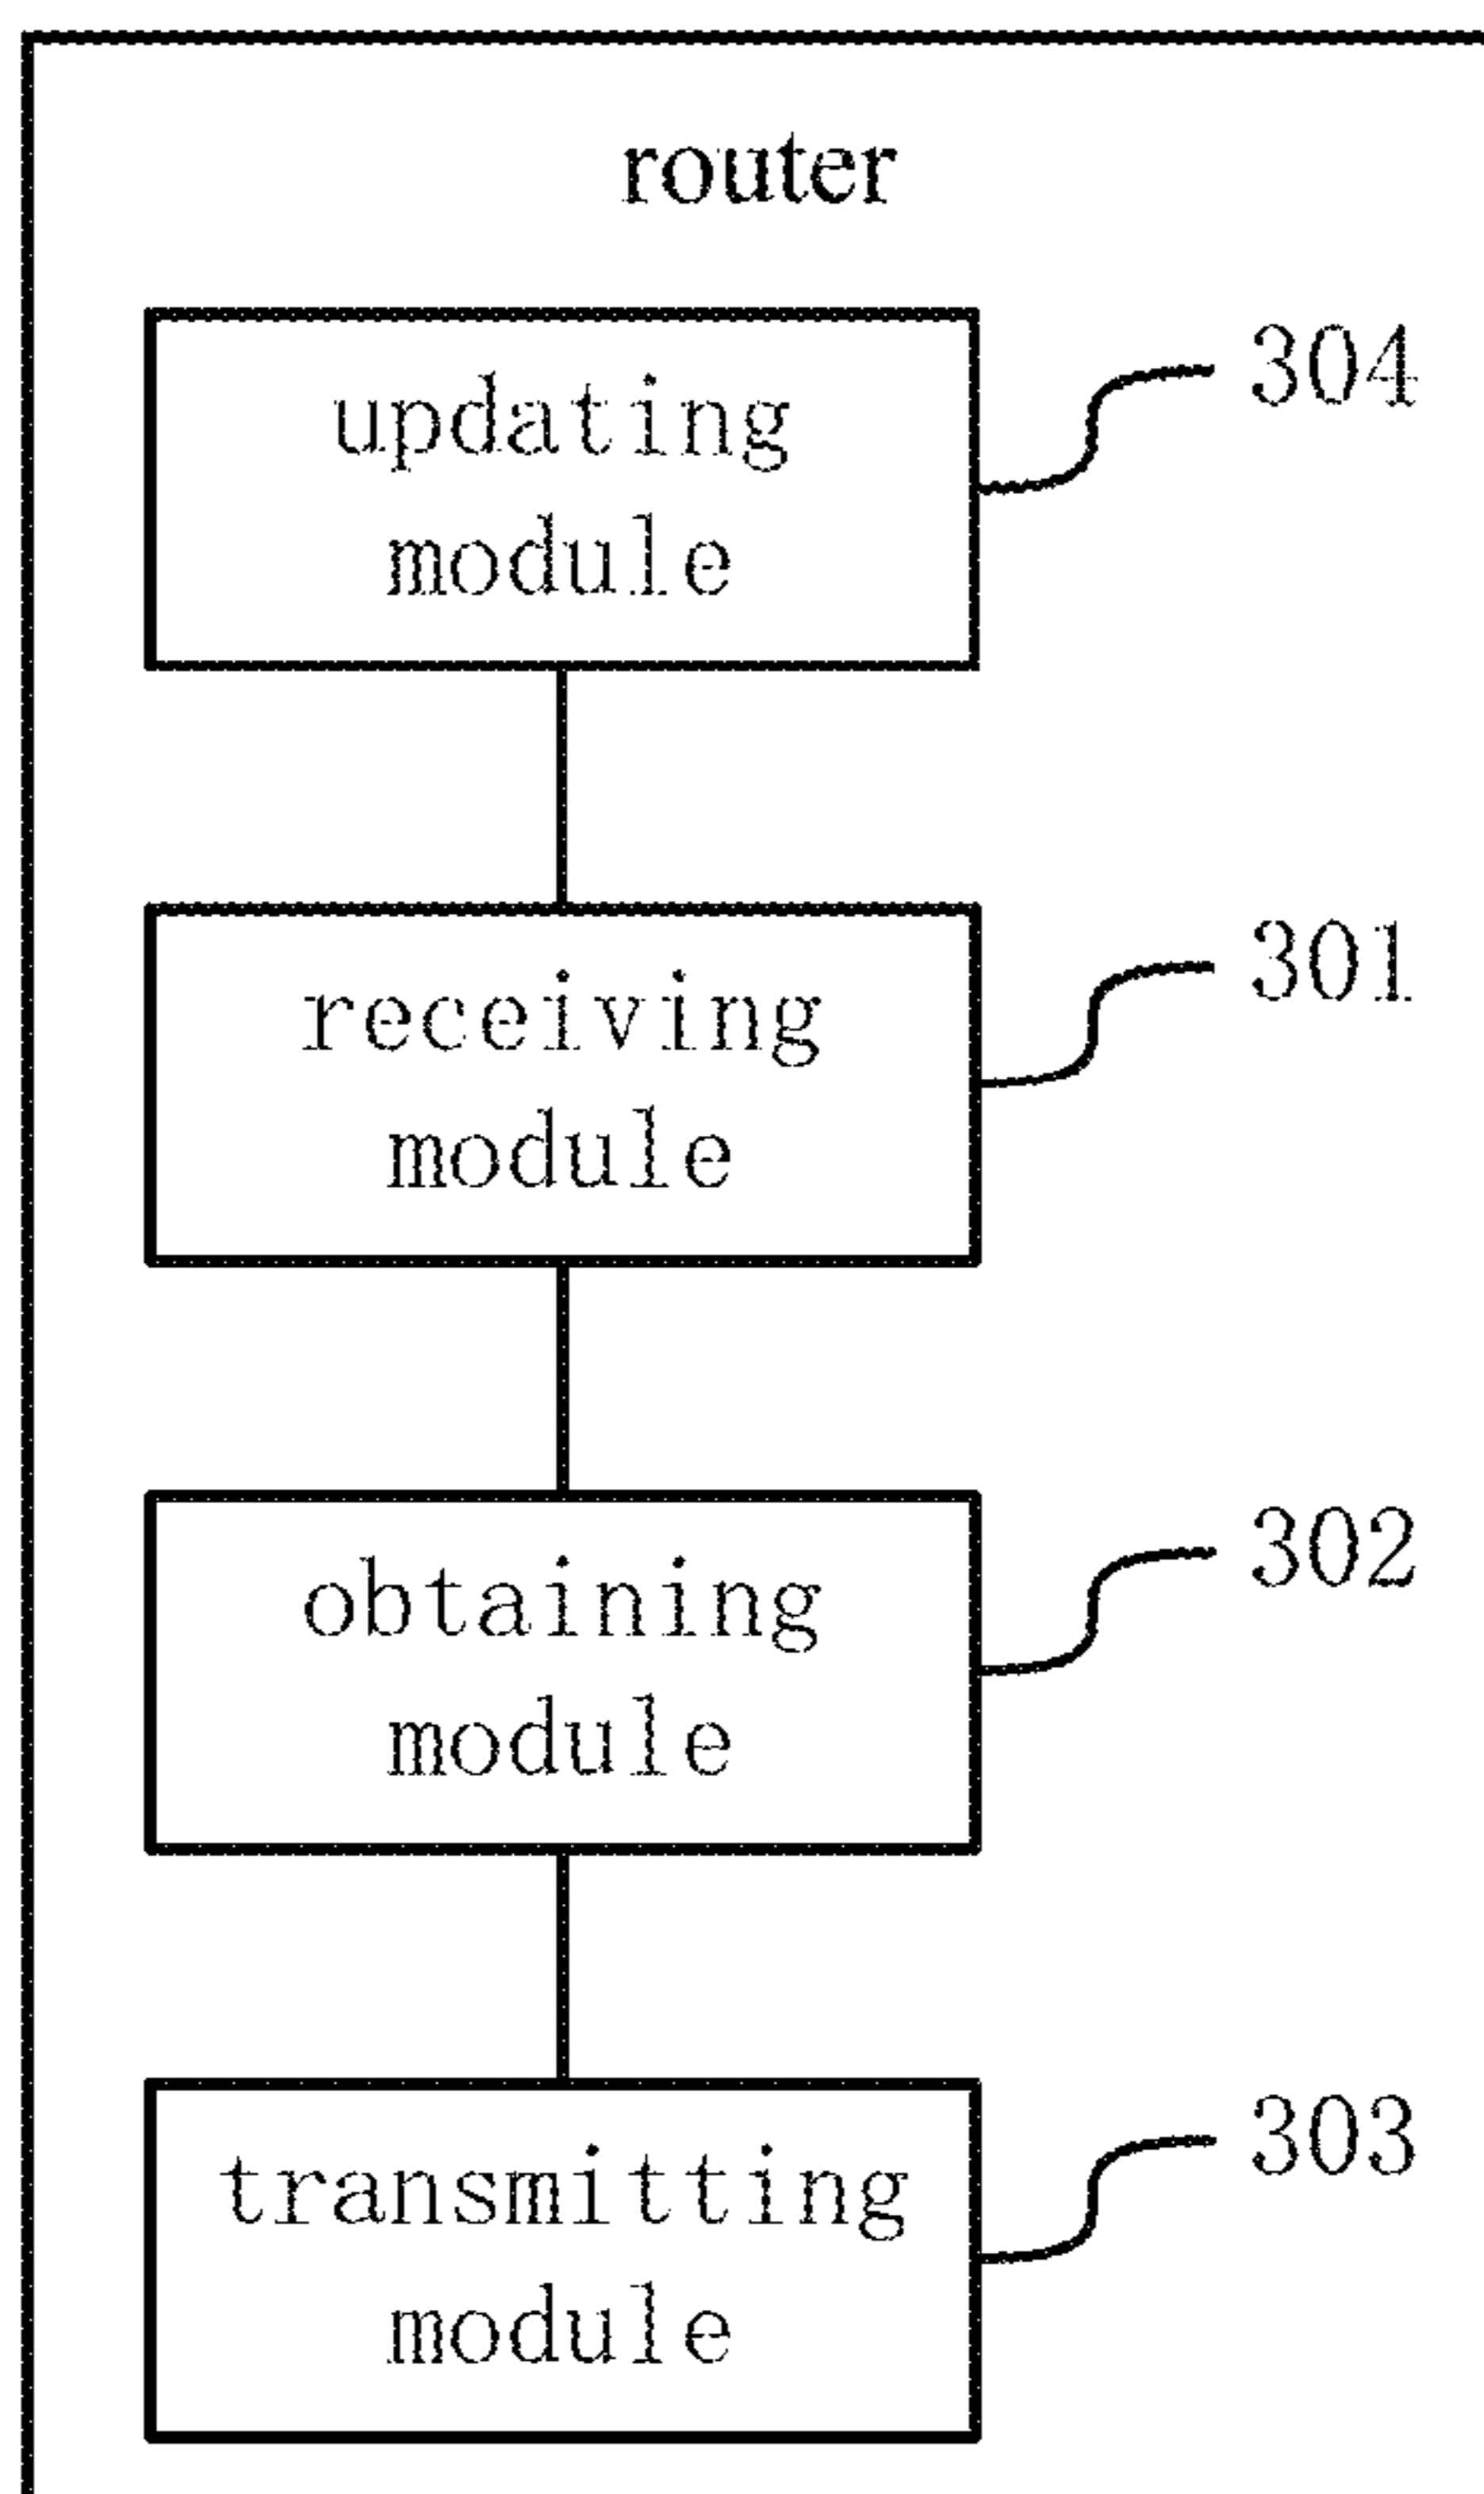 router
updating
module
304
receiving
module
301
obtaining
module
302
transmitting
module
303